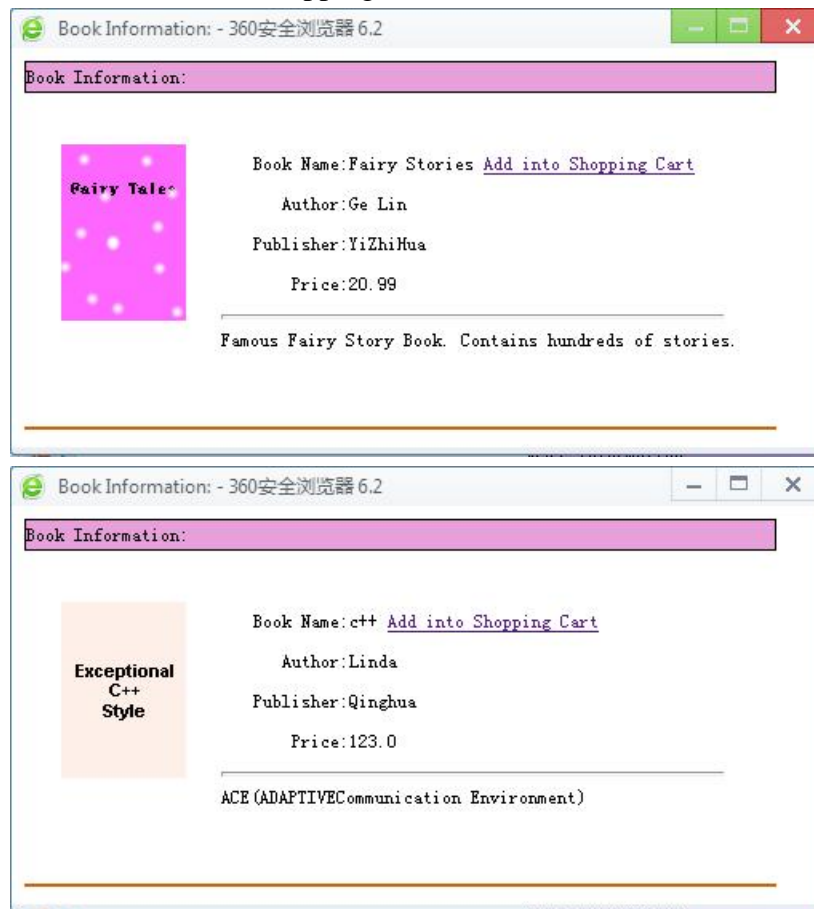 Book Information: - 360安全浏览器 6.2
Book Information:
Fairy Tales
Book Name:Fairy Stories Add into Shopping Cart
Author:Ge Lin
Publisher:YiZhiHua
Price:20.99
Famous Fairy Story Book. Contains hundreds of stories.
Book Information: - 360安全浏览器 6.2
Book Information:
Exceptional
C++
Style
Book Name:c++ Add into Shopping Cart
Author:Linda
Publisher:Qinghua
Price:123.0
ACE(ADAPTIVECommunication Environment)